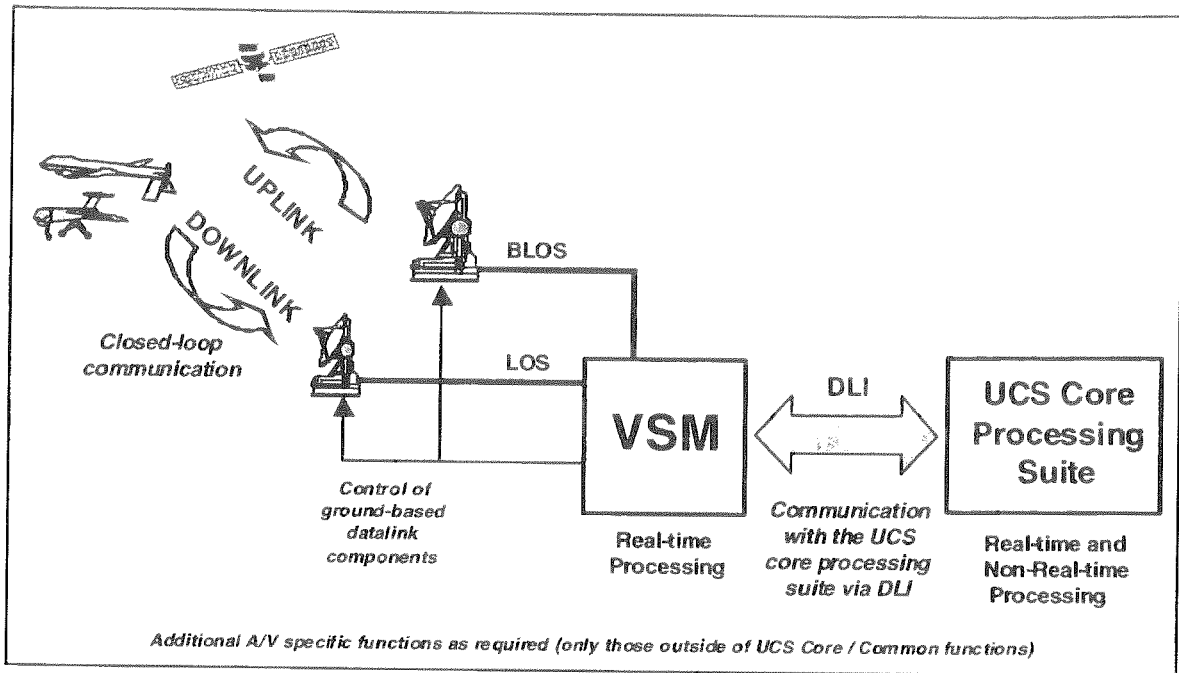 UPLINK
DOWNLINK
Closed-loop
communication
BLOS
LOS
VSM
DLI
UCS Core
Processing
Suite
Control of
ground-based
datalink
components
Real-time
Processing
Communication
with the UCS
core processing
suite via DLI
Real-time and
Non-Real-time
Processing
Additional A/V specific functions as required (only those outside of UCS Core / Common functions)